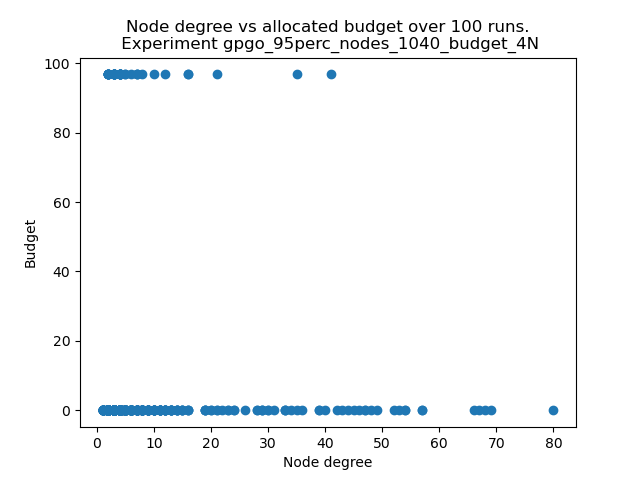 Node degree vs allocated budget over 100 runs.
Experiment gpgo_95perc_nodes_1040_budget_4N
100
80
60
40
20
0
Budget
0 10 20 30 40 50 60 70 80
Node degree